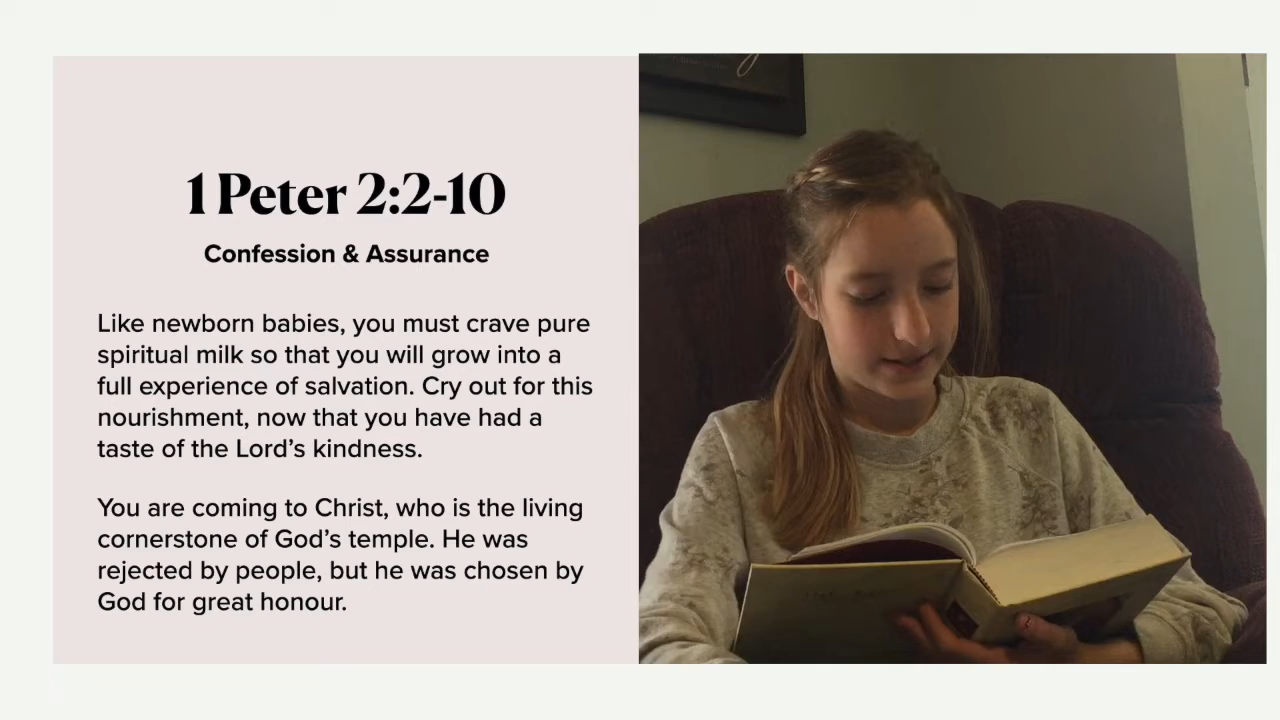 1 Peter 2:2-10
Confession & Assurance
Like newborn babies, you must crave pure
spiritual milk so that you will grow into a
full experience of salvation. Cry out for this
nourishment, now that you have had a
taste of the Lord’s kindness.
You are coming to Christ, who is the living
cornerstone of God’s temple. He was
rejected by people, but he was chosen by
God for great honour.